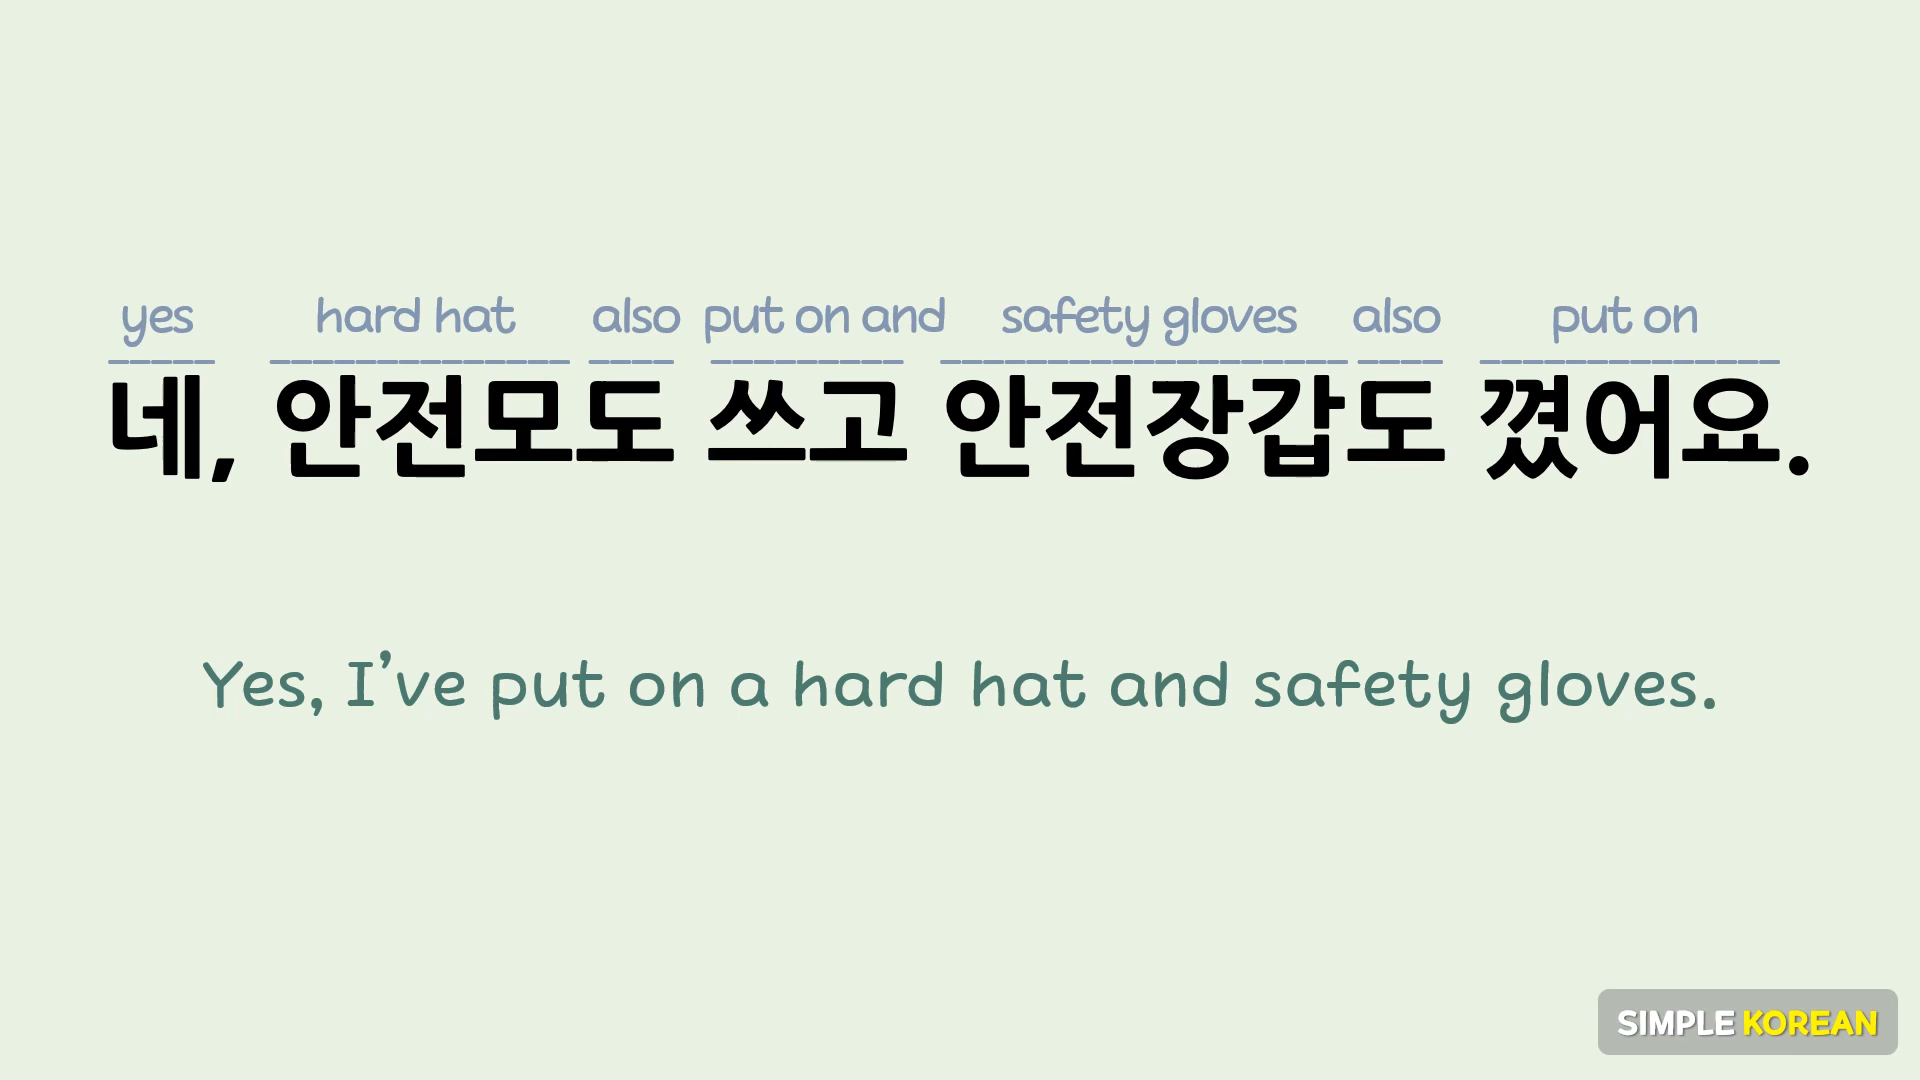 yes hard hat also put on and safety gloves also put on
네, 안전모도 쓰고 안전장갑도 꼈어요.
Yes, I’ve put on a hard hat and safety gloves.
SIMPLE KOREAN